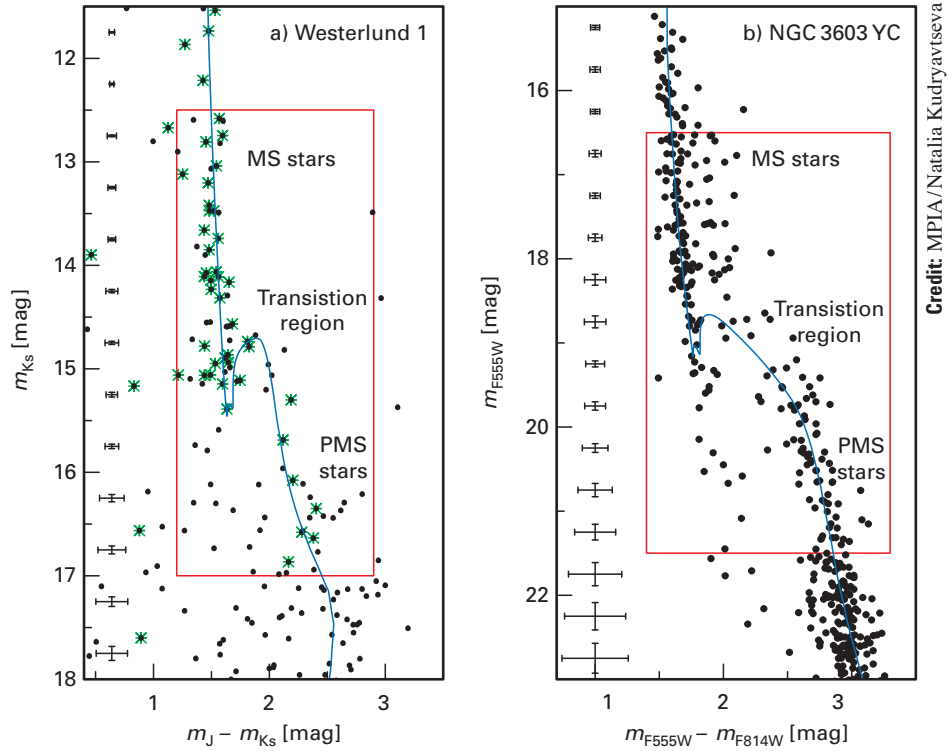 a) Westerlund 1
MS stars
Transistion
region
PMS
stars
12
13
14
15
16
17
18
m_Ks [mag]
1
2
3
m_J − m_Ks [mag]
b) NGC 3603 YC
MS stars
Transistion
region
PMS
stars
16
18
20
22
m_F555W [mag]
1
2
3
4
m_F555W − m_F814W [mag]
Credit: MPIA/Natalia Kudryavtseva